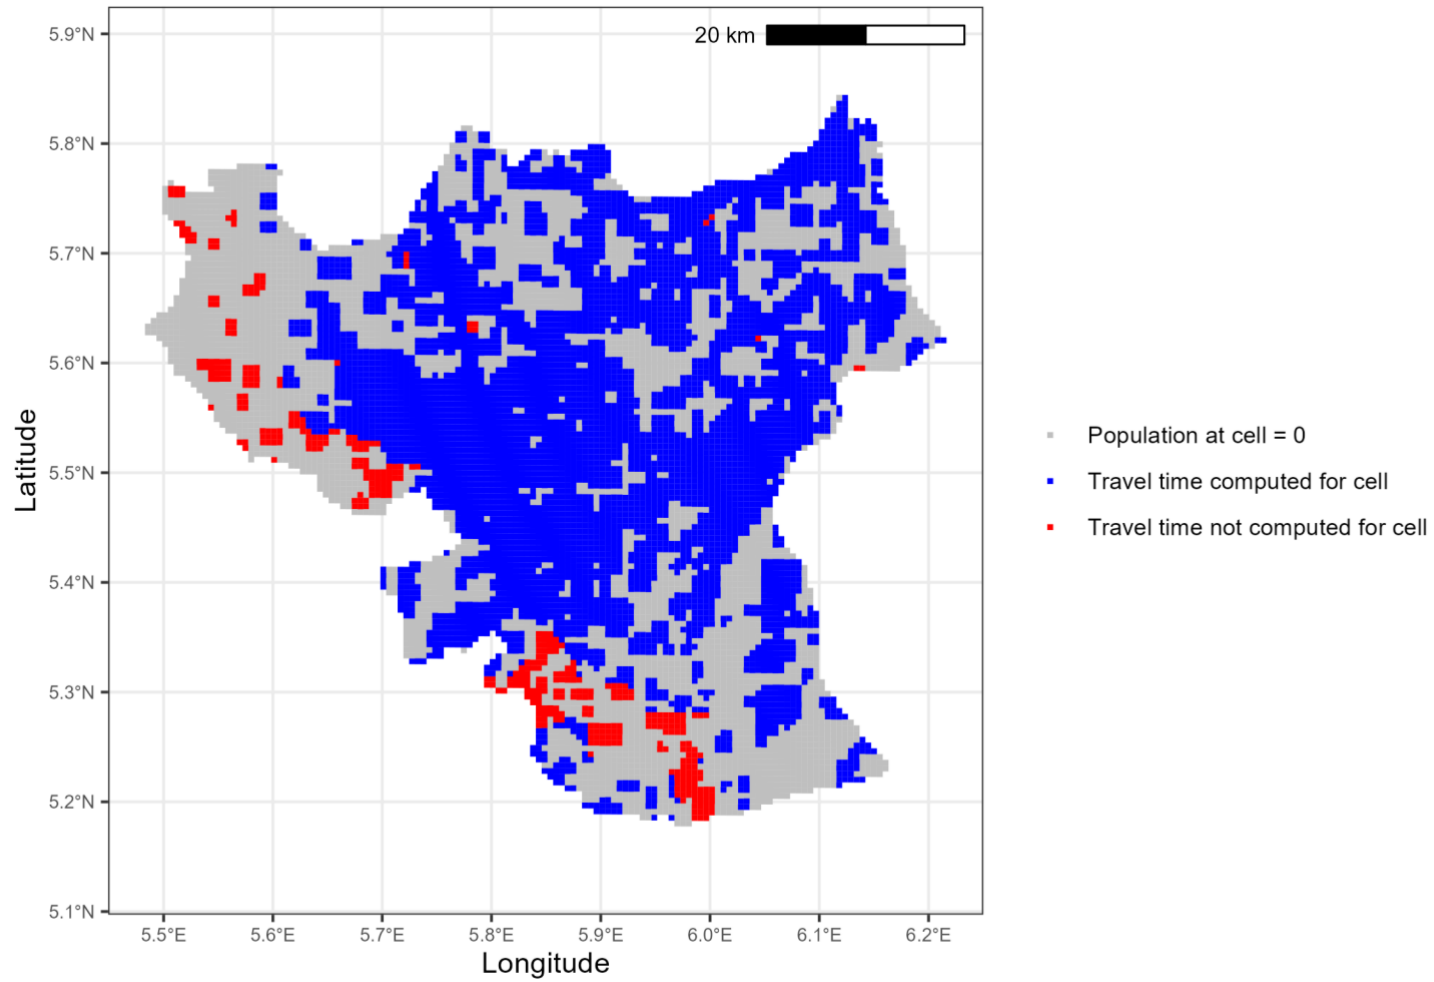 20 km
5.9°N
5.8°N
5.7°N
5.6°N
5.5°N
5.4°N
5.3°N
5.2°N
5.1°N
Latitude
5.5°E 5.6°E 5.7°E 5.8°E 5.9°E 6.0°E 6.1°E 6.2°E
Longitude
Population at cell = 0
Travel time computed for cell
Travel time not computed for cell